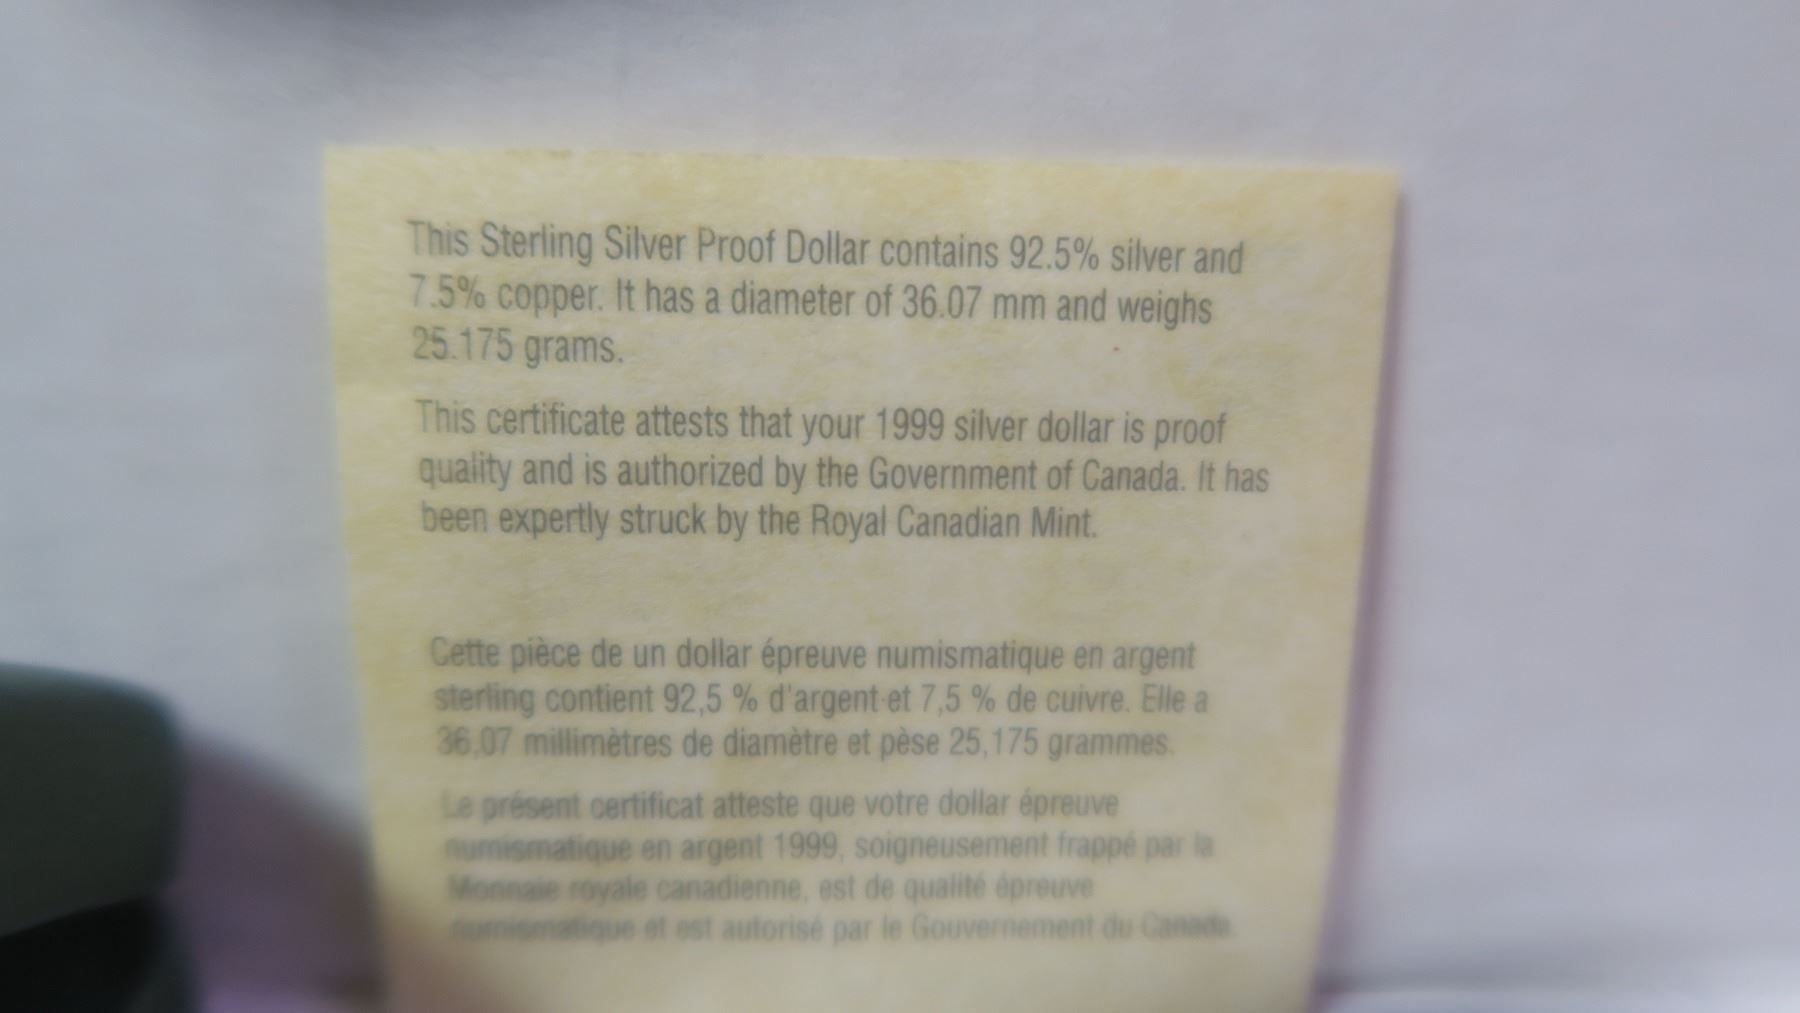 This Sterling Silver Proof Dollar contains 92.5% silver and
7.5% copper. It has a diameter of 36.07 mm and weighs
25.175 grams.
This certificate attests that your 1999 silver dollar is proof
quality and is authorized by the Government of Canada. It has
been expertly struck by the Royal Canadian Mint.
Cette pièce de un dollar épreuve numismatique en argent
sterling contient 92,5 % d'argent et 7,5 % de cuivre. Elle a
36,07 millimètres de diamètre et pèse 25,175 grammes.
Le présent certificat atteste que votre dollar épreuve
numismatique en argent 1999, soigneusement frappé par la
Monnaie royale canadienne, est de qualité épreuve
numismatique et est autorisé par le Gouvernement du Canada.